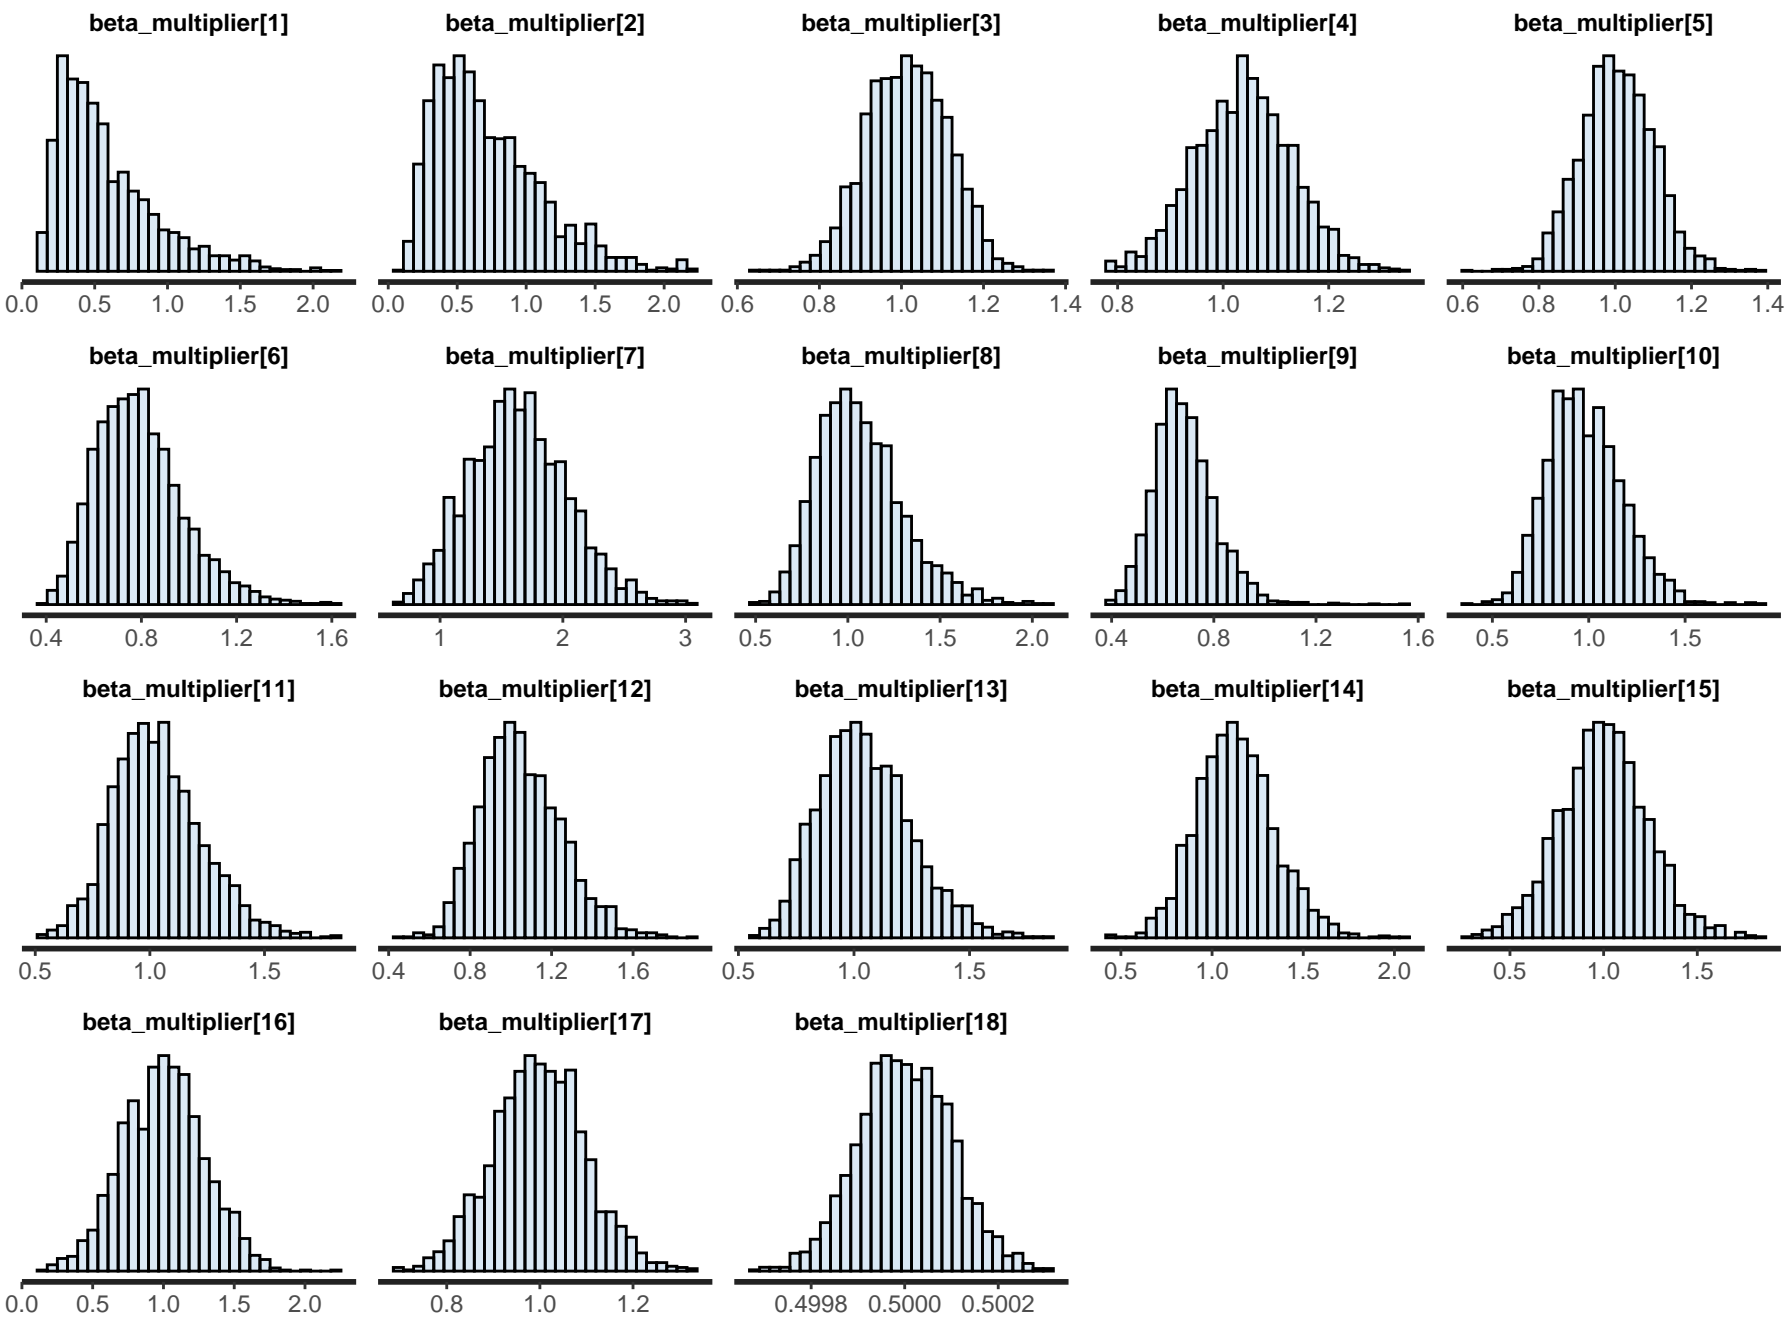 beta_multiplier[1] beta_multiplier[2] beta_multiplier[3] beta_multiplier[4] beta_multiplier[5]
0.0 0.5 1.0 1.5 2.0 0.0 0.5 1.0 1.5 2.0 0.6 0.8 1.0 1.2 1.4 0.8 1.0 1.2 0.6 0.8 1.0 1.2 1.4
beta_multiplier[6] beta_multiplier[7] beta_multiplier[8] beta_multiplier[9] beta_multiplier[10]
0.4 0.8 1.2 1.6 1 2 3 0.5 1.0 1.5 2.0 0.4 0.8 1.2 1.6 0.5 1.0 1.5
beta_multiplier[11] beta_multiplier[12] beta_multiplier[13] beta_multiplier[14] beta_multiplier[15]
0.5 1.0 1.5 0.4 0.8 1.2 1.6 0.5 1.0 1.5 0.5 1.0 1.5 2.0 0.5 1.0 1.5
beta_multiplier[16] beta_multiplier[17] beta_multiplier[18]
0.0 0.5 1.0 1.5 2.0 0.8 1.0 1.2 0.4998 0.5000 0.5002